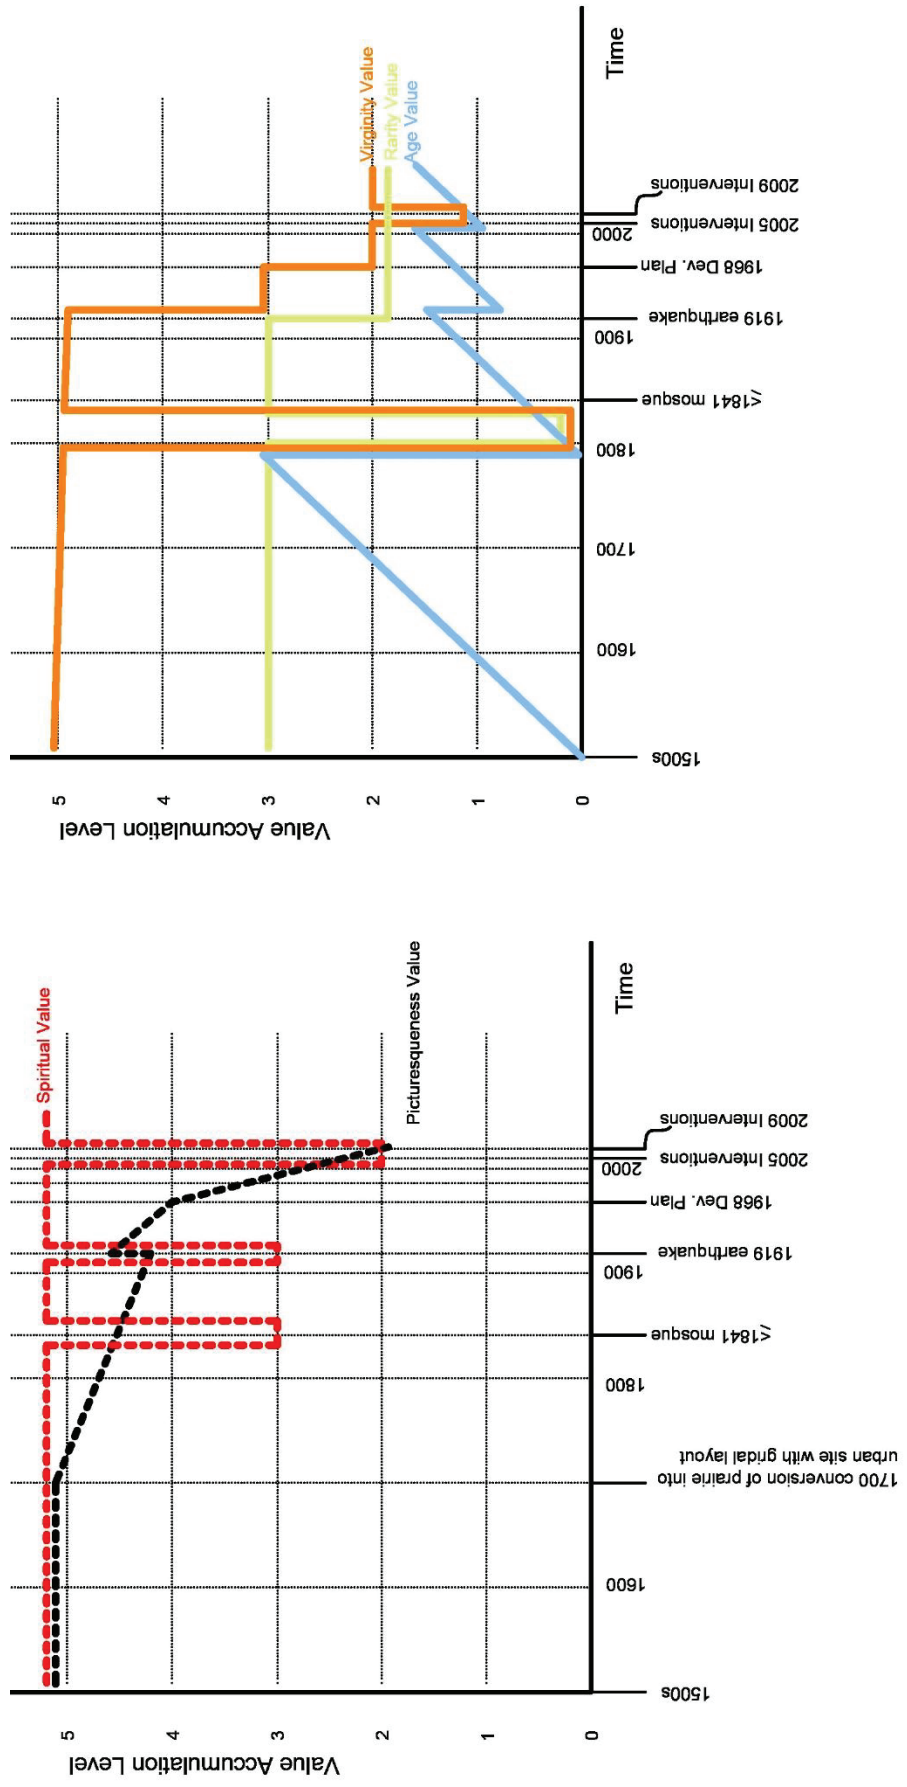 Value Accumulation Level
5
4
3
2
1
0
Virginity Value
Rarity Value
Age Value
Time
1500s
1600
1700
1800
≤1841 mosque
1900
1919 earthquake
1968 Dev. Plan
2000
2005 Interventions
2009 Interventions
Value Accumulation Level
5
4
3
2
1
0
Spiritual Value
Picturesqueness Value
Time
1500s
1600
1700 conversion of prairie into
urban site with gridal layout
1800
≤1841 mosque
1900
1919 earthquake
1968 Dev. Plan
2000
2005 Interventions
2009 Interventions